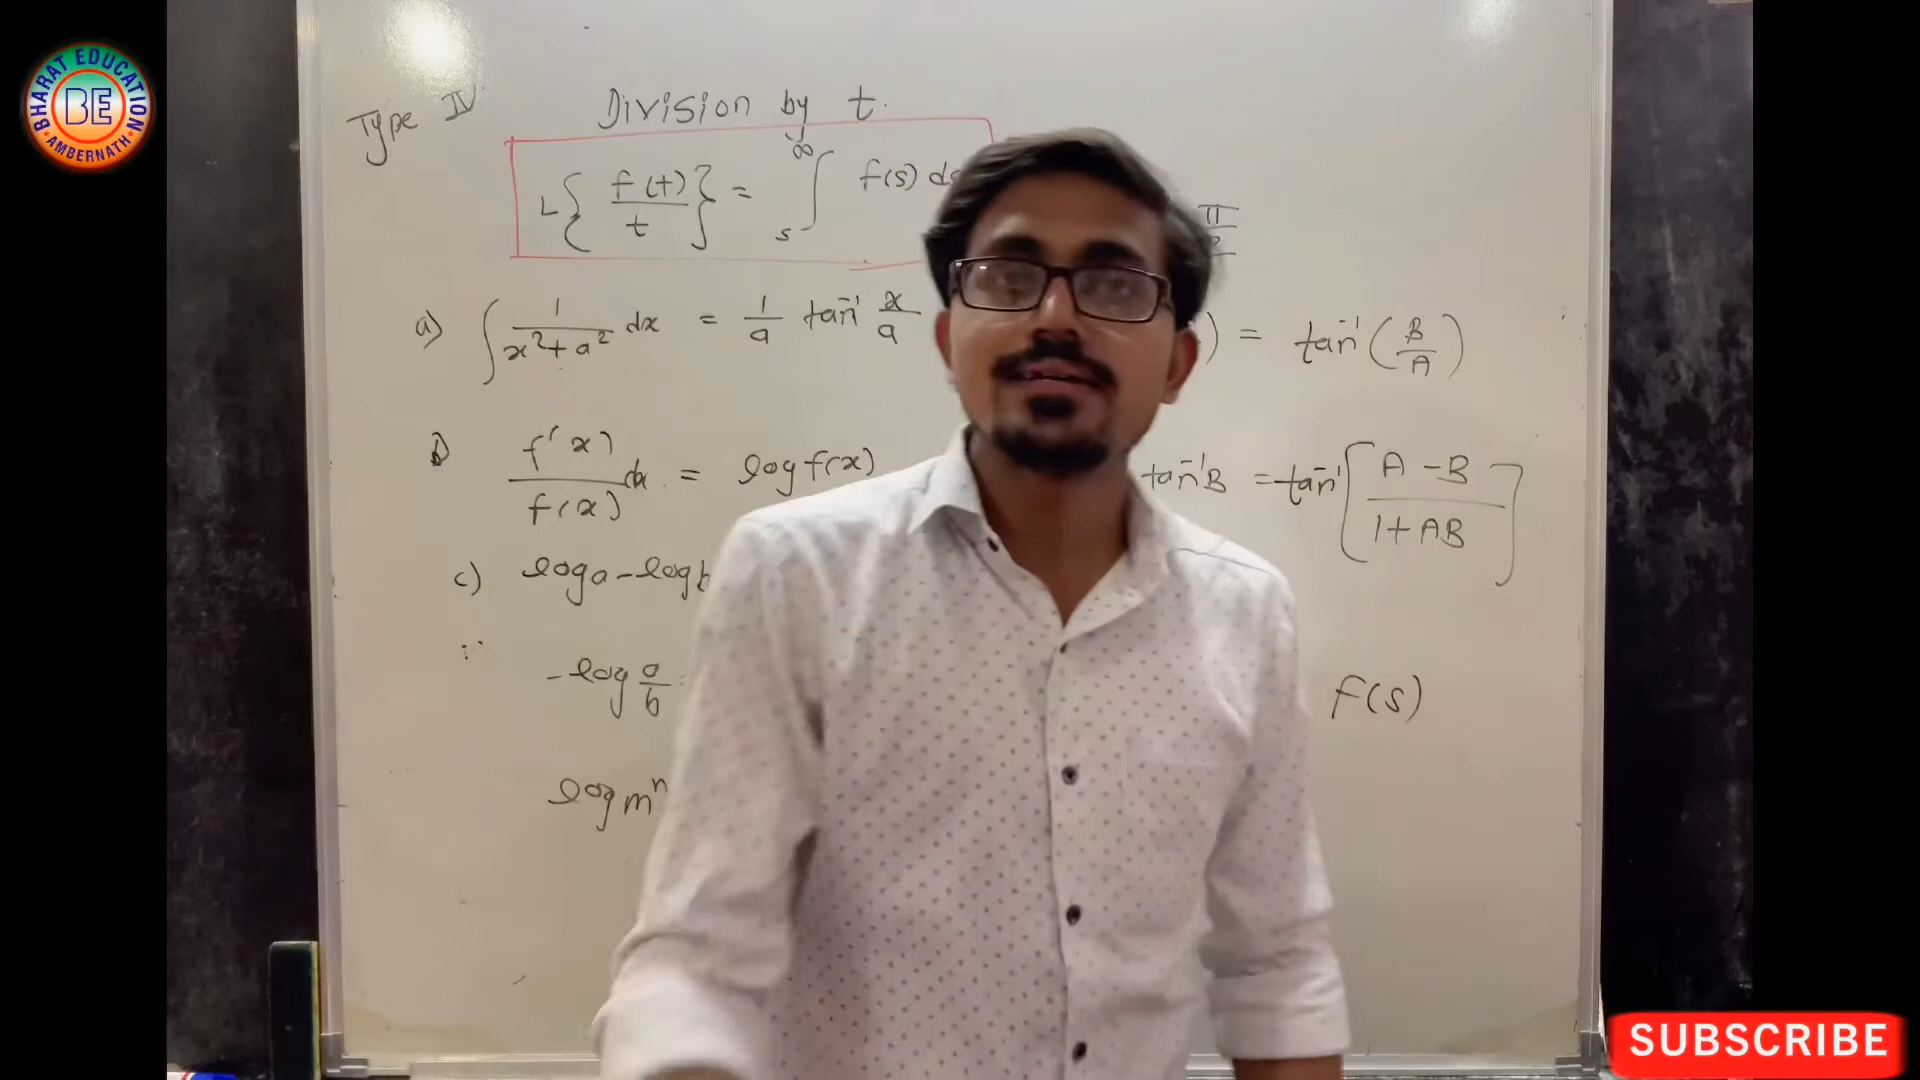 BHARAT EDUCATION
BE
AMBERNATH
Type IV
Division by t.
L{ f(t)/t } = ∫ₛ^∞ f(s) ds
π
a) ∫ 1/(x²+a²) dx = 1/a tan⁻¹ x/a
) = tan⁻¹(B/A)
f'(x)/f(x) dx = log f(x)
tan⁻¹B = tan⁻¹[ (A-B)/(1+AB) ]
c) log a - log b
- log a/b =
f(s)
log mⁿ
SUBSCRIBE